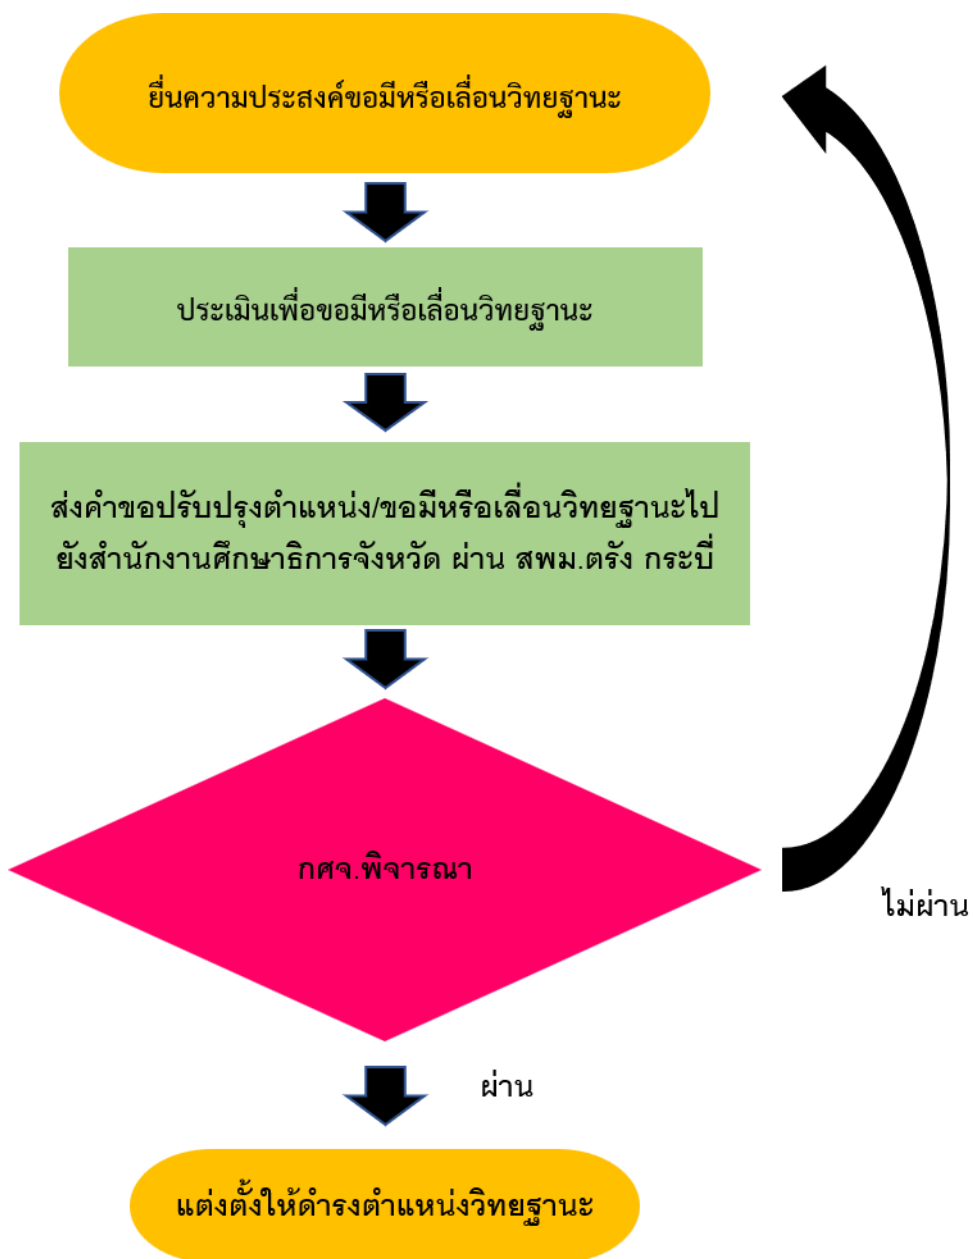 ยื่นความประสงค์ขอมีหรือเลื่อนวิทยฐานะ
ประเมินเพื่อขอมีหรือเลื่อนวิทยฐานะ
ส่งคำขอปรับปรุงตำแหน่ง/ขอมีหรือเลื่อนวิทยฐานะไป
ยังสำนักงานศึกษาธิการจังหวัด ผ่าน สพม.ตรัง กระบี่
กศจ.พิจารณา
ไม่ผ่าน
ผ่าน
แต่งตั้งให้ดำรงตำแหน่งวิทยฐานะ